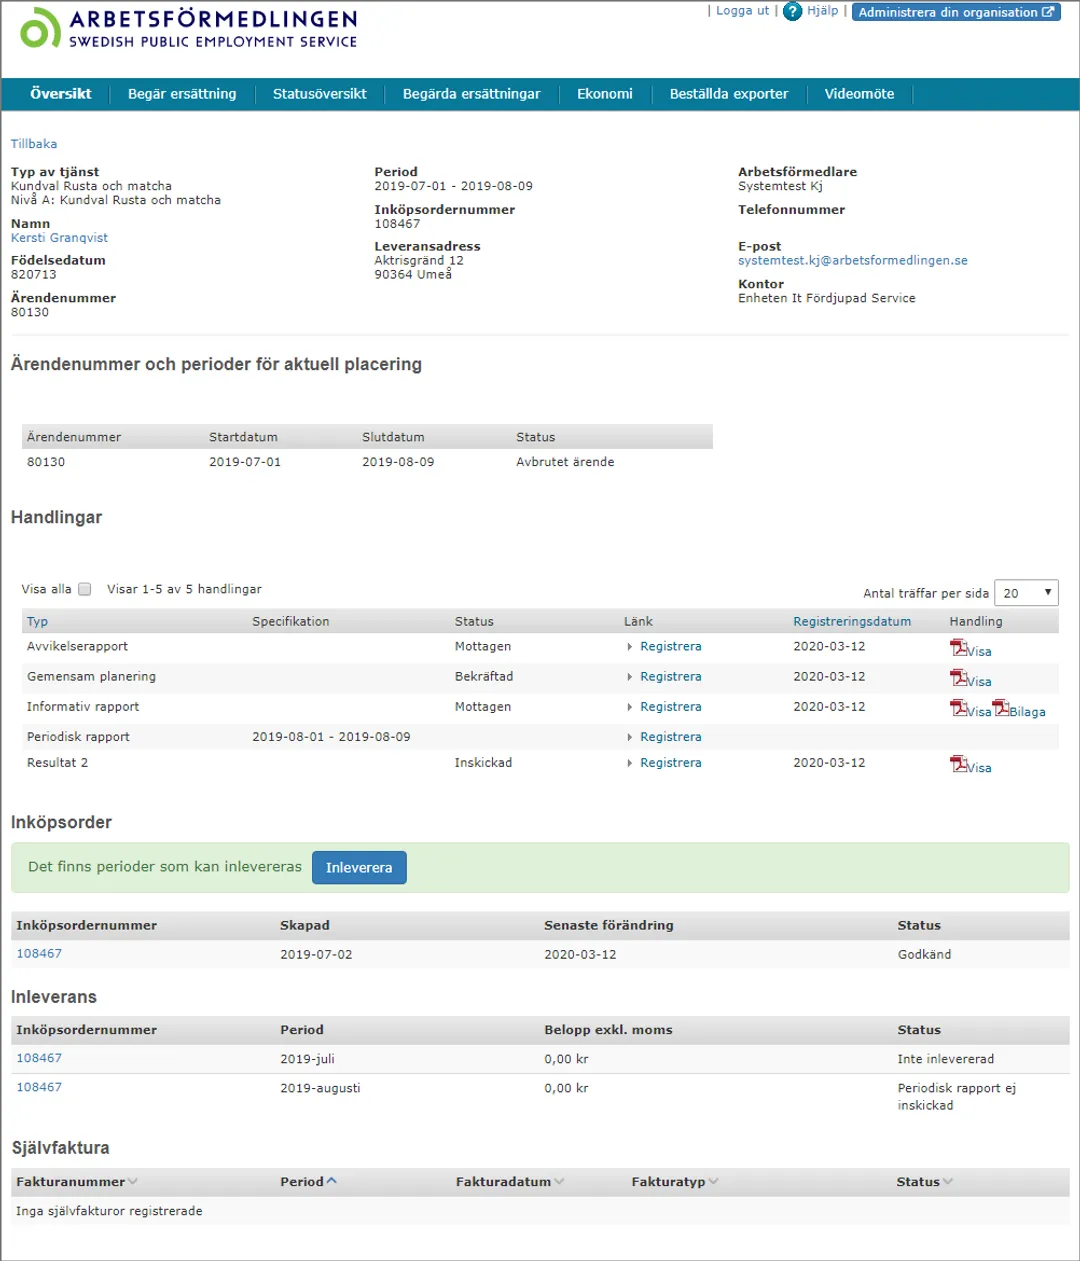 ARBETSFÖRMEDLINGEN
SWEDISH PUBLIC EMPLOYMENT SERVICE
| Logga ut | ? Hjälp | Administrera din organisation
Översikt Begär ersättning Statusöversikt Begärda ersättningar Ekonomi Beställda exporter Videomöte
Tillbaka
Typ av tjänst
Kundval Rusta och matcha
Nivå A: Kundval Rusta och matcha
Namn
Kersti Granqvist
Födelsedatum
820713
Ärendenummer
80130
Period
2019-07-01 - 2019-08-09
Inköpsordernummer
108467
Leveransadress
Aktrisgränd 12
90364 Umeå
Arbetsförmedlare
Systemtest Kj
Telefonnummer
E-post
systemtest.kj@arbetsformedlingen.se
Kontor
Enheten It Fördjupad Service
Ärendenummer och perioder för aktuell placering
Ärendenummer Startdatum Slutdatum Status
80130 2019-07-01 2019-08-09 Avbrutet ärende
Handlingar
Visa alla Visar 1-5 av 5 handlingar
Antal träffar per sida 20
Typ Specifikation Status Länk Registreringsdatum Handling
Avvikelserapport Mottagen Registrera 2020-03-12 Visa
Gemensam planering Bekräftad Registrera 2020-03-12 Visa
Informativ rapport Mottagen Registrera 2020-03-12 Visa Bilaga
Periodisk rapport 2019-08-01 - 2019-08-09 Registrera
Resultat 2 Inskickad Registrera 2020-03-12 Visa
Inköpsorder
Det finns perioder som kan inlevereras Inleverera
Inköpsordernummer Skapad Senaste förändring Status
108467 2019-07-02 2020-03-12 Godkänd
Inleverans
Inköpsordernummer Period Belopp exkl. moms Status
108467 2019-juli 0,00 kr Inte inlevererad
108467 2019-augusti 0,00 kr Periodisk rapport ej
inskickad
Självfaktura
Fakturanummer Period Fakturadatum Fakturatyp Status
Inga självfakturor registrerade